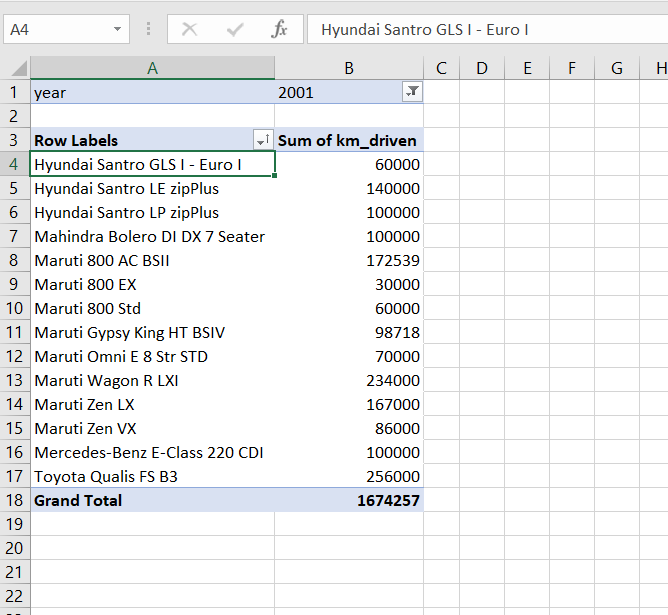 A4 fx Hyundai Santro GLS I - Euro I
A B C D E F G H
1 year 2001
2
3 Row Labels Sum of km_driven
4 Hyundai Santro GLS I - Euro I 60000
5 Hyundai Santro LE zipPlus 140000
6 Hyundai Santro LP zipPlus 100000
7 Mahindra Bolero DI DX 7 Seater 100000
8 Maruti 800 AC BSII 172539
9 Maruti 800 EX 30000
10 Maruti 800 Std 60000
11 Maruti Gypsy King HT BSIV 98718
12 Maruti Omni E 8 Str STD 70000
13 Maruti Wagon R LXI 234000
14 Maruti Zen LX 167000
15 Maruti Zen VX 86000
16 Mercedes-Benz E-Class 220 CDI 100000
17 Toyota Qualis FS B3 256000
18 Grand Total 1674257
19
20
21
22